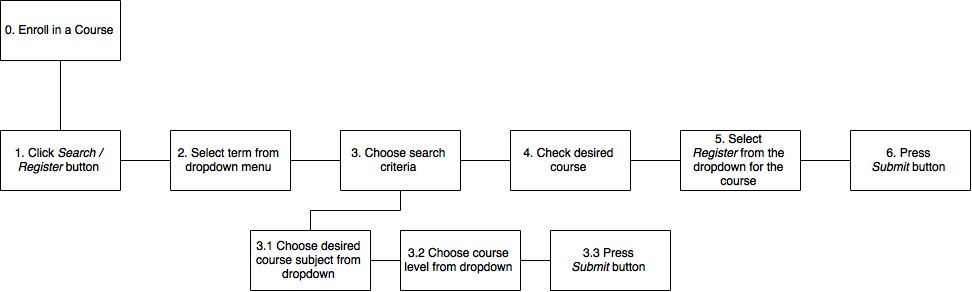 0. Enroll in a Course
1. Click Search /
Register button
2. Select term from
dropdown menu
3. Choose search
criteria
4. Check desired
course
5. Select
Register from the
dropdown for the
course
6. Press
Submit button
3.1 Choose desired
course subject from
dropdown
3.2 Choose course
level from dropdown
3.3 Press
Submit button